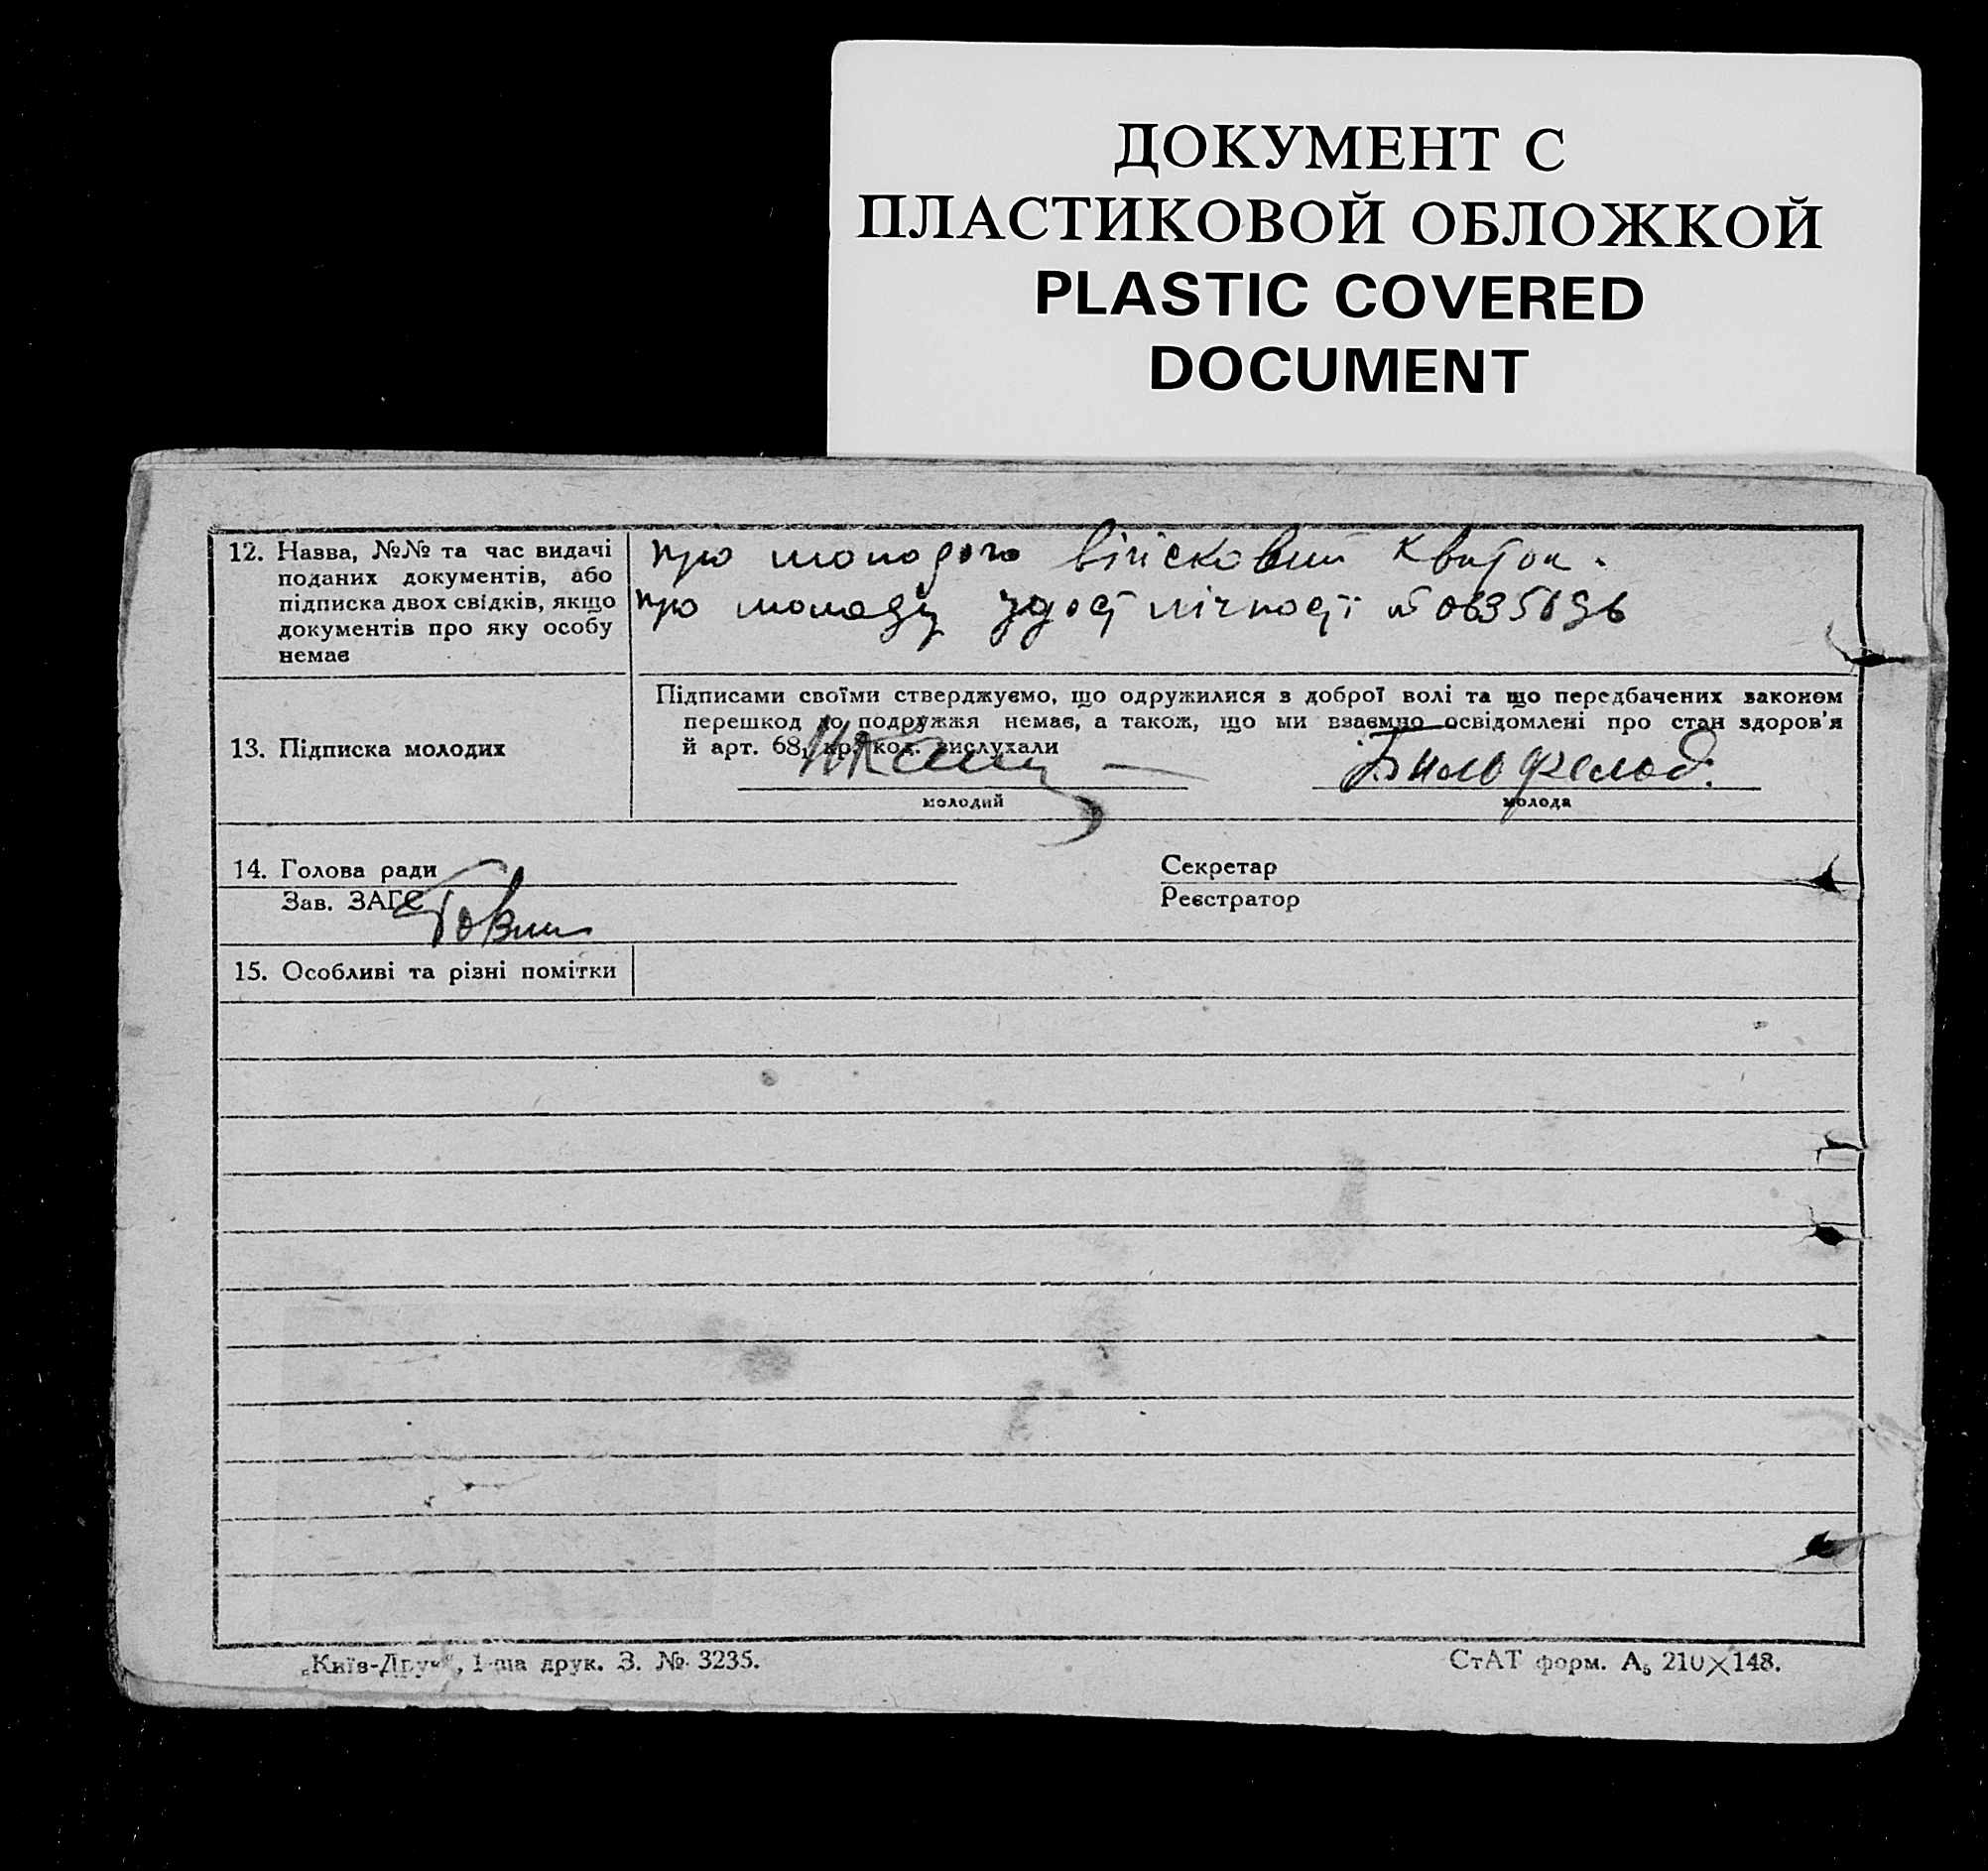 ДОКУМЕНТ С
ПЛАСТИКОВОЙ ОБЛОЖКОЙ
PLASTIC COVERED
DOCUMENT
12. Назва, №№ та час видачі
поданих документів, або
підписка двох свідків, якщо
документів про яку особу
немає
про молодого військовий квиток.
про молоду удост лічности №
13. Підписка молодих
Підписами своїми стверджуємо, що одружилися з доброї волі та що передбачених законом
перешкод до подружжя немає, а також, що ми взаємно освідомлені про стан здоров'я
й арт. 68₁ кр. код. вислухали
молодий
молода
14. Голова ради
Секретар
Зав. ЗАГС
Реєстратор
15. Особливі та різні помітки
„Київ-Друк“, 1-ша друк. З. № 3235.
СтАТ форм. А₅ 210×148.